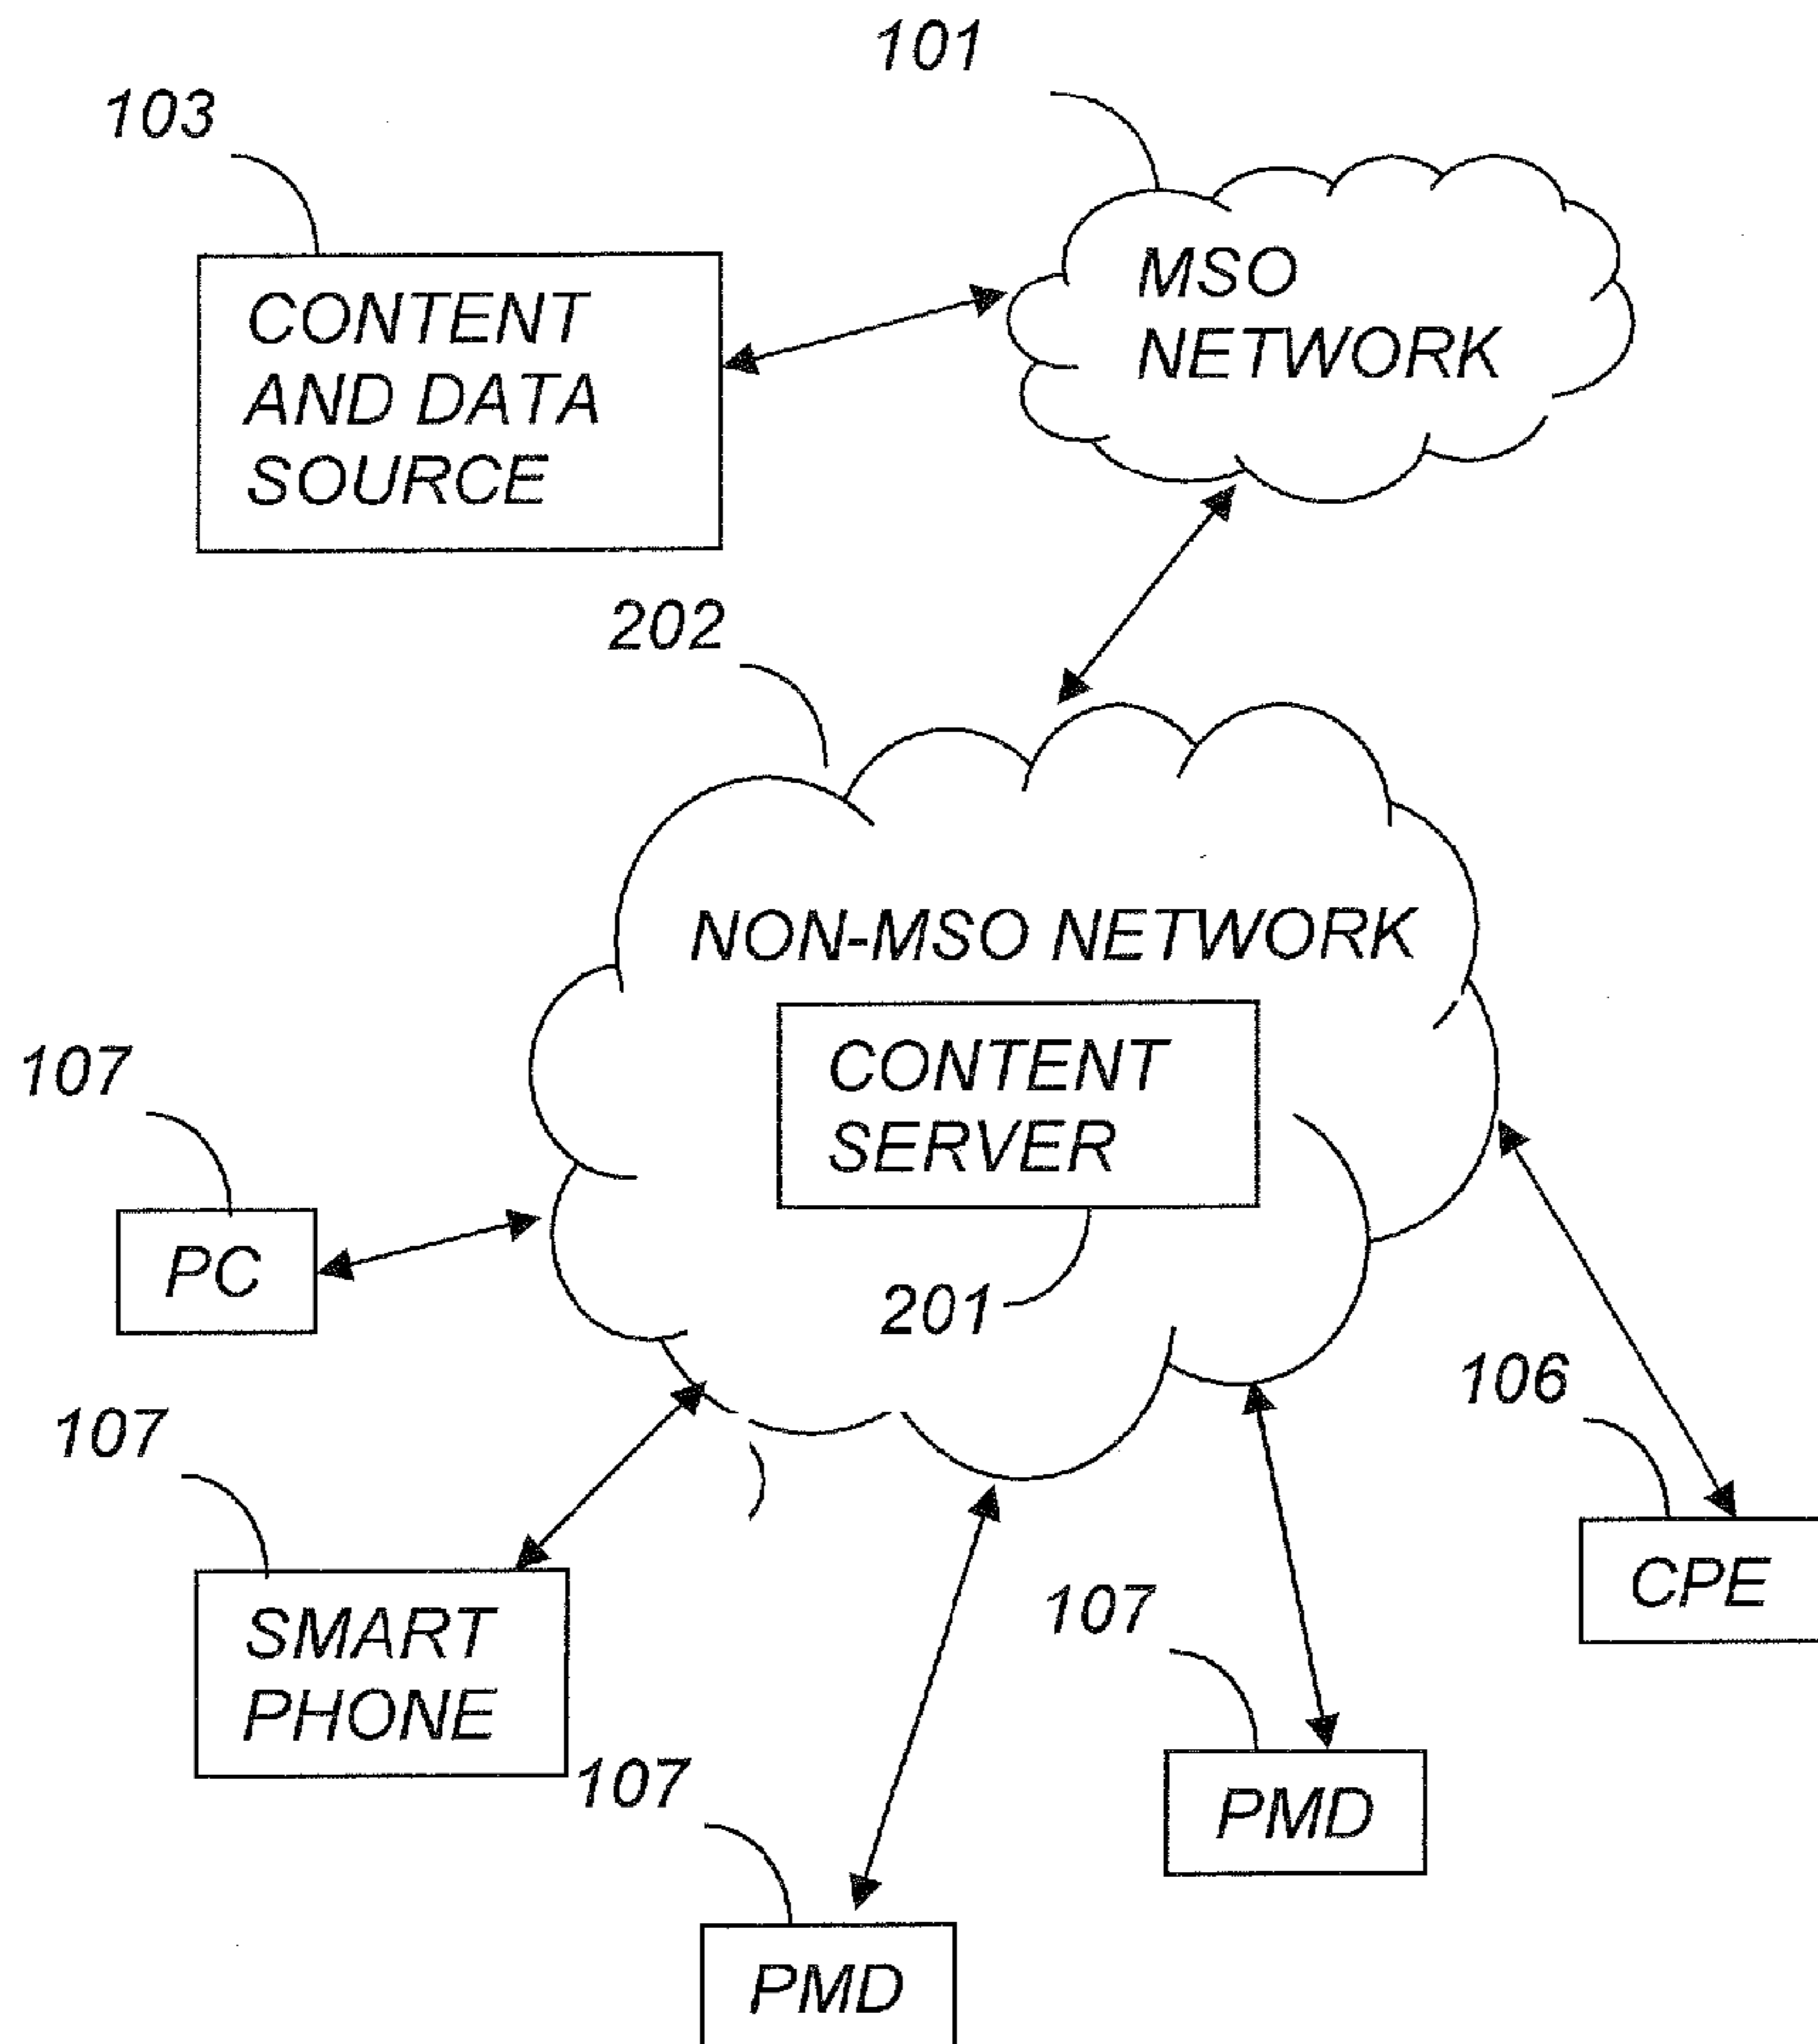 101
103
MSO
NETWORK
CONTENT
AND DATA
SOURCE
202
NON-MSO NETWORK
CONTENT
SERVER
107
PC
201
106
107
CPE
SMART
PHONE
107
107
PMD
PMD